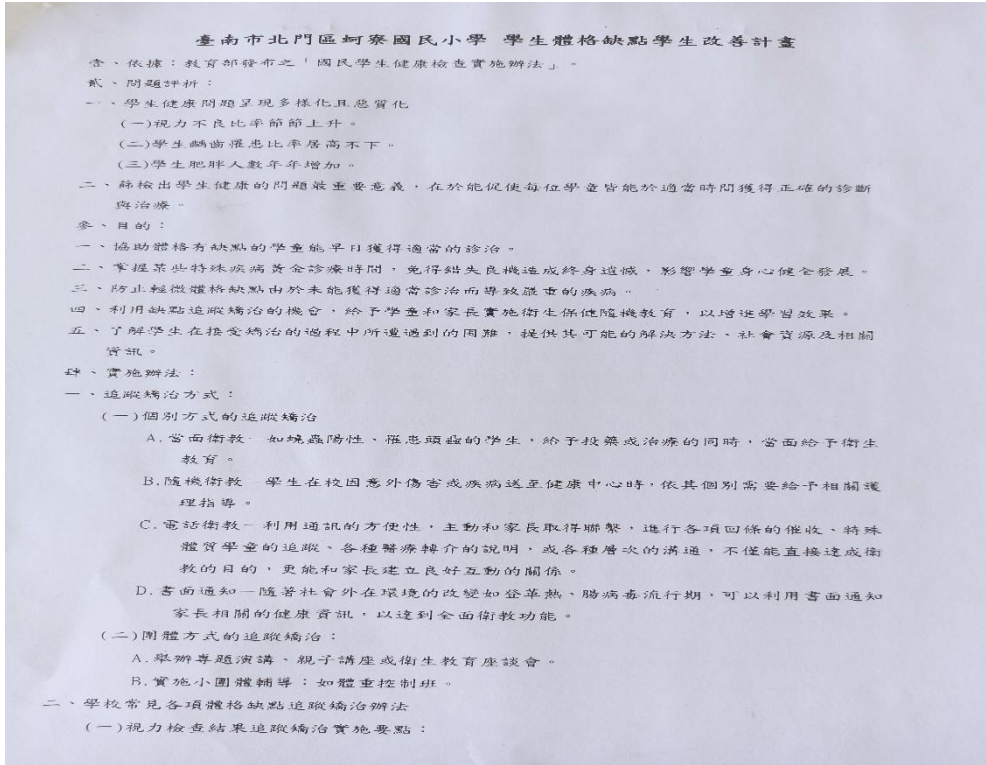 臺南市北門區蚵寮國民小學 學生體格缺點學生改善計畫
壹、依據：教育部發布之「國民學生健康檢查實施辦法」。
貳、問題評析：
一、學生健康問題呈現多樣化且惡質化
(一)視力不良比率節節上升。
(二)學生齲齒罹患比率居高不下。
(三)學生肥胖人數年年增加。
二、篩檢出學生健康的問題最重要意義，在於能促使每位學童皆能於適當時間獲得正確的診斷
與治療。
參、目的：
一、協助體格有缺點的學童能早日獲得適當的診治。
二、掌握某些特殊疾病黃金診療時間，免得錯失良機造成終身遺憾，影響學童身心健全發展。
三、防止輕微體格缺點由於未能獲得適當診治而導致嚴重的疾病。
四、利用缺點追蹤矯治的機會，給予學童和家長實施衛生保健隨機教育，以增進學習效果。
五、了解學生在接受矯治的過程中所遭遇到的困難，提供其可能的解決方法、社會資源及相關
資訊。
肆、實施辦法：
一、追蹤矯治方式：
(一)個別方式的追蹤矯治
A.當面衛教—如蟯蟲陽性、罹患頭蝨的學生，給予投藥或治療的同時，當面給予衛生
教育。
B.隨機衛教—學生在校因意外傷害或疾病送至健康中心時，依其個別需要給予相關護
理指導。
C.電話衛教—利用通訊的方便性，主動和家長取得聯繫，進行各項回條的催收、特殊
體質學童的追蹤、各種醫療轉介的說明，或各種層次的溝通，不僅能直接達成衛
教的目的，更能和家長建立良好互動的關係。
D.書面通知—隨著社會外在環境的改變如登革熱、腸病毒流行期，可以利用書面通知
家長相關的健康資訊，以達到全面衛教功能。
(二)團體方式的追蹤矯治：
A.舉辦專題演講、親子講座或衛生教育座談會。
B.實施小團體輔導：如體重控制班。
二、學校常見各項體格缺點追蹤矯治辦法
(一)視力檢查結果追蹤矯治實施要點：